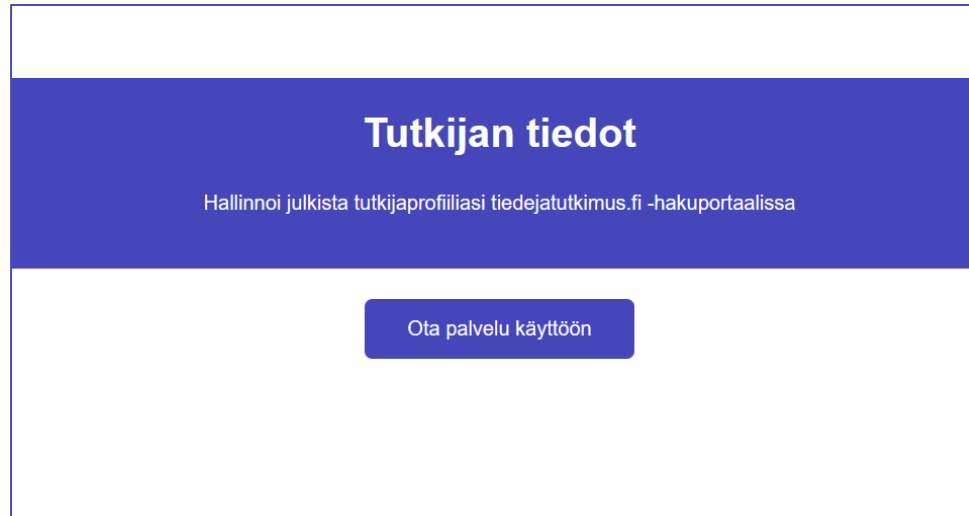 Tutkijan tiedot
Hallinnoi julkista tutkijaprofiiliasi tiedejatutkimus.fi -hakuportaalissa
Ota palvelu käyttöön